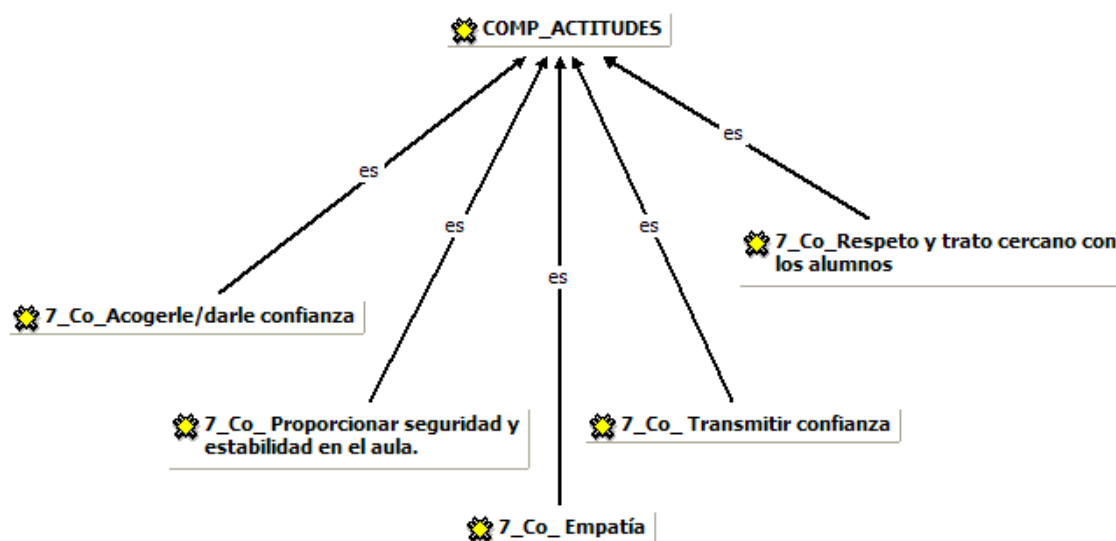 COMP_ACTITUDES
es
es
es
es
es
7_Co_Respeto y trato cercano con
los alumnos
7_Co_Acogerle/darle confianza
7_Co_ Proporcionar seguridad y
estabilidad en el aula.
7_Co_ Transmitir confianza
7_Co_ Empatía